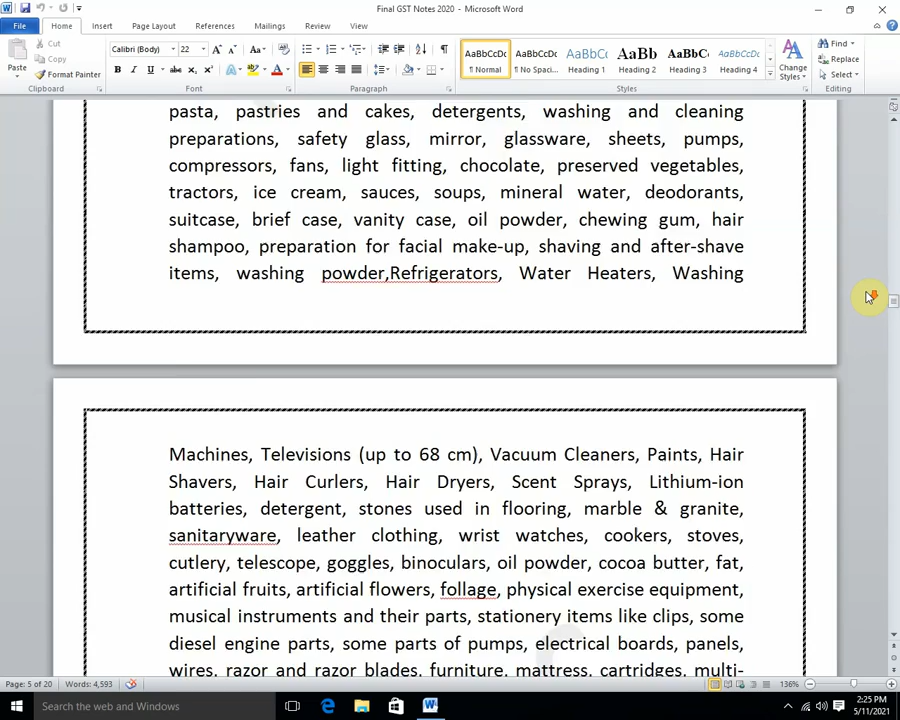 Final GST Notes 2020 - Microsoft Word
File Home Insert Page Layout References Mailings Review View
Paste
Cut
Copy
Format Painter
Clipboard
Calibri (Body) 22
Font
Paragraph
AaBbCcDc ¶ Normal
AaBbCcDc ¶ No Spaci...
AaBbCc Heading 1
AaBb Heading 2
AaBbCc Heading 3
AaBbCcDc Heading 4
Change Styles
Styles
Find
Replace
Select
Editing
pasta, pastries and cakes, detergents, washing and cleaning
preparations, safety glass, mirror, glassware, sheets, pumps,
compressors, fans, light fitting, chocolate, preserved vegetables,
tractors, ice cream, sauces, soups, mineral water, deodorants,
suitcase, brief case, vanity case, oil powder, chewing gum, hair
shampoo, preparation for facial make-up, shaving and after-shave
items, washing powder,Refrigerators, Water Heaters, Washing
Machines, Televisions (up to 68 cm), Vacuum Cleaners, Paints, Hair
Shavers, Hair Curlers, Hair Dryers, Scent Sprays, Lithium-ion
batteries, detergent, stones used in flooring, marble & granite,
sanitaryware, leather clothing, wrist watches, cookers, stoves,
cutlery, telescope, goggles, binoculars, oil powder, cocoa butter, fat,
artificial fruits, artificial flowers, follage, physical exercise equipment,
musical instruments and their parts, stationery items like clips, some
diesel engine parts, some parts of pumps, electrical boards, panels,
wires, razor and razor blades, furniture, mattress, cartridges, multi-
Page: 5 of 20 Words: 4,593 136%
Search the web and Windows
2:25 PM
5/11/2021